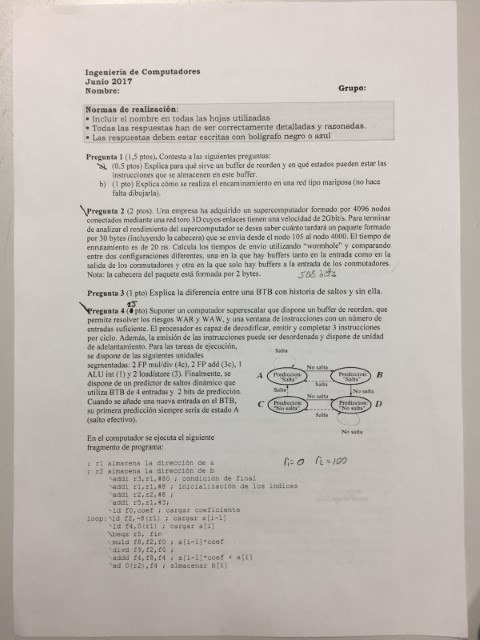 Ingeniería de Computadores
Junio 2017
Nombre: Grupo:
Normas de realización:
• Incluir el nombre en todas las hojas utilizadas
• Todas las respuestas han de ser correctamente detalladas y razonadas.
• Las respuestas deben estar escritas con bolígrafo negro o azul
Pregunta 1 (1,5 ptos). Contesta a las siguientes preguntas:
a) (0.5 ptos) Explica para qué sirve un buffer de reorden y en qué estados pueden estar las
instrucciones que se almacenen en este buffer.
b) (1 pto) Explica cómo se realiza el encaminamiento en una red tipo mariposa (no hace
falta dibujarla).
Pregunta 2 (2 ptos). Una empresa ha adquirido un supercomputador formado por 4096 nodos
conectados mediante una red toro 3D cuyos enlaces tienen una velocidad de 2Gbit/s. Para terminar
de analizar el rendimiento del supercomputador se desea saber cuánto tardará un paquete formado
por 30 bytes (incluyendo la cabecera) que se envía desde el nodo 105 al nodo 4000. El tiempo de
enrutamiento es de 20 ns. Calcula los tiempos de envío utilizando "wormhole" y comparando
entre dos configuraciones diferentes, una en la que hay buffers tanto en la entrada como en la
salida de los conmutadores y otra en la que solo hay buffers a la entrada de los conmutadores.
Nota: la cabecera del paquete está formada por 2 bytes.
Pregunta 3 (1 pto) Explica la diferencia entre una BTB con historia de saltos y sin ella.
Pregunta 4 ( pto) Suponer un computador superescalar que dispone un buffer de reorden, que
permite resolver los riesgos WAR y WAW, y una ventana de instrucciones con un número de
entradas suficiente. El procesador es capaz de decodificar, emitir y completar 3 instrucciones
por ciclo. Además, la emisión de las instrucciones puede ser desordenada y dispone de unidad
de adelantamiento. Para las tareas de ejecución,
se dispone de las siguientes unidades
segmentadas: 2 FP mul/div (4c), 2 FP add (3c), 1
ALU int (1) y 2 load/store (3). Finalmente, se
dispone de un predictor de saltos dinámico que
utiliza BTB de 4 entradas y 2 bits de predicción.
Cuando se añade una nueva entrada en el BTB,
su primera predicción siempre sería de estado A
(salto efectivo).
Salta
No salta
A Prediccion: "Salta" Prediccion: "Salta" B
Salta
Salta No salta No salta
C Prediccion: "No salta" Prediccion: "No salta" D
Salta
No salta
En el computador se ejecuta el siguiente
fragmento de programa:
r1=0 r2=100
; r1 almacena la dirección de a
; r2 almacena la dirección de b
addi r3,r1,#80 ; condicion de final
addi r1,r1,#8 ; inicialización de los indices
addi r2,r2,#8 ;
addi r5,r1,#3;
ld f0,coef ; cargar coeficiente
loop: ld f2,-8(r1) ; cargar a[i-1]
ld f4,0(r1) ; cargar a[i]
beqz r5, fin
muld f8,f2,f0 ; a[i-1]*coef
divd f9,f2,f0 ;
addd f4,f8,f4 ; a[i-1]*coef + a[i]
sd 0(r2),f4 ; almacenar b[i]